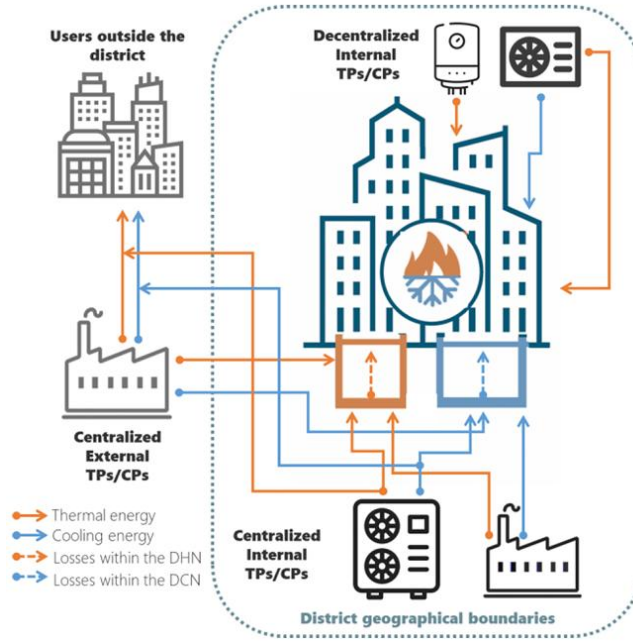 Users outside the
district
Decentralized
Internal
TPs/CPs
Centralized
External
TPs/CPs
Thermal energy
Cooling energy
Losses within the DHN
Losses within the DCN
Centralized
Internal
TPs/CPs
District geographical boundaries